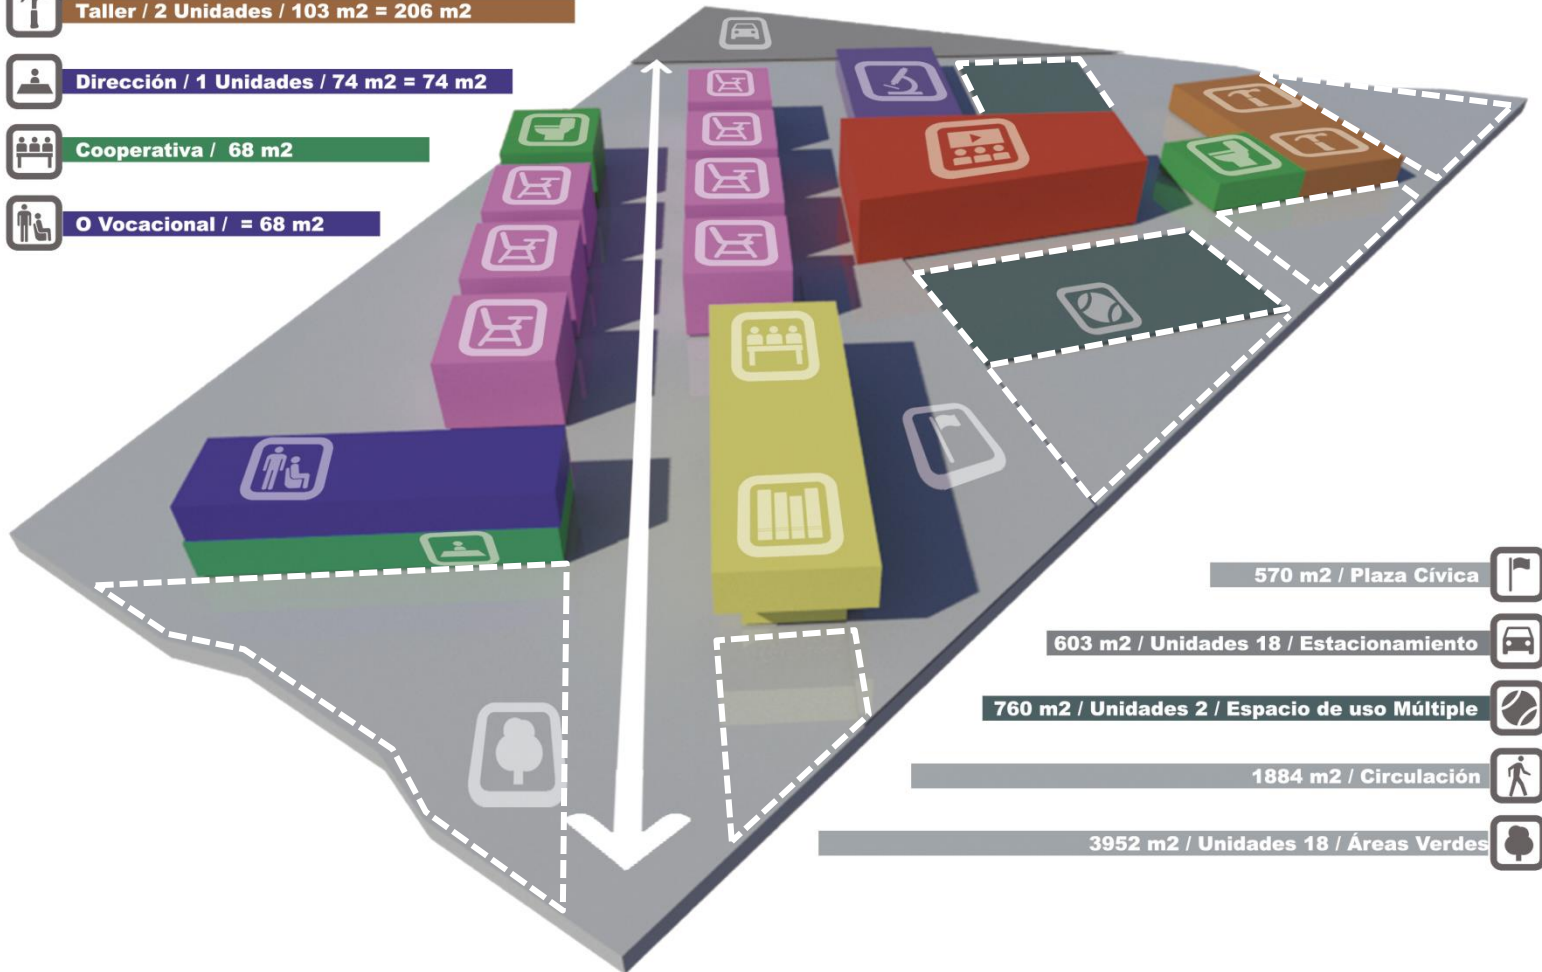 Taller / 2 Unidades / 103 m2 = 206 m2
Dirección / 1 Unidades / 74 m2 = 74 m2
Cooperativa / 68 m2
O Vocacional / = 68 m2
570 m2 / Plaza Cívica
603 m2 / Unidades 18 / Estacionamiento
760 m2 / Unidades 2 / Espacio de uso Múltiple
1884 m2 / Circulación
3952 m2 / Unidades 18 / Áreas Verdes